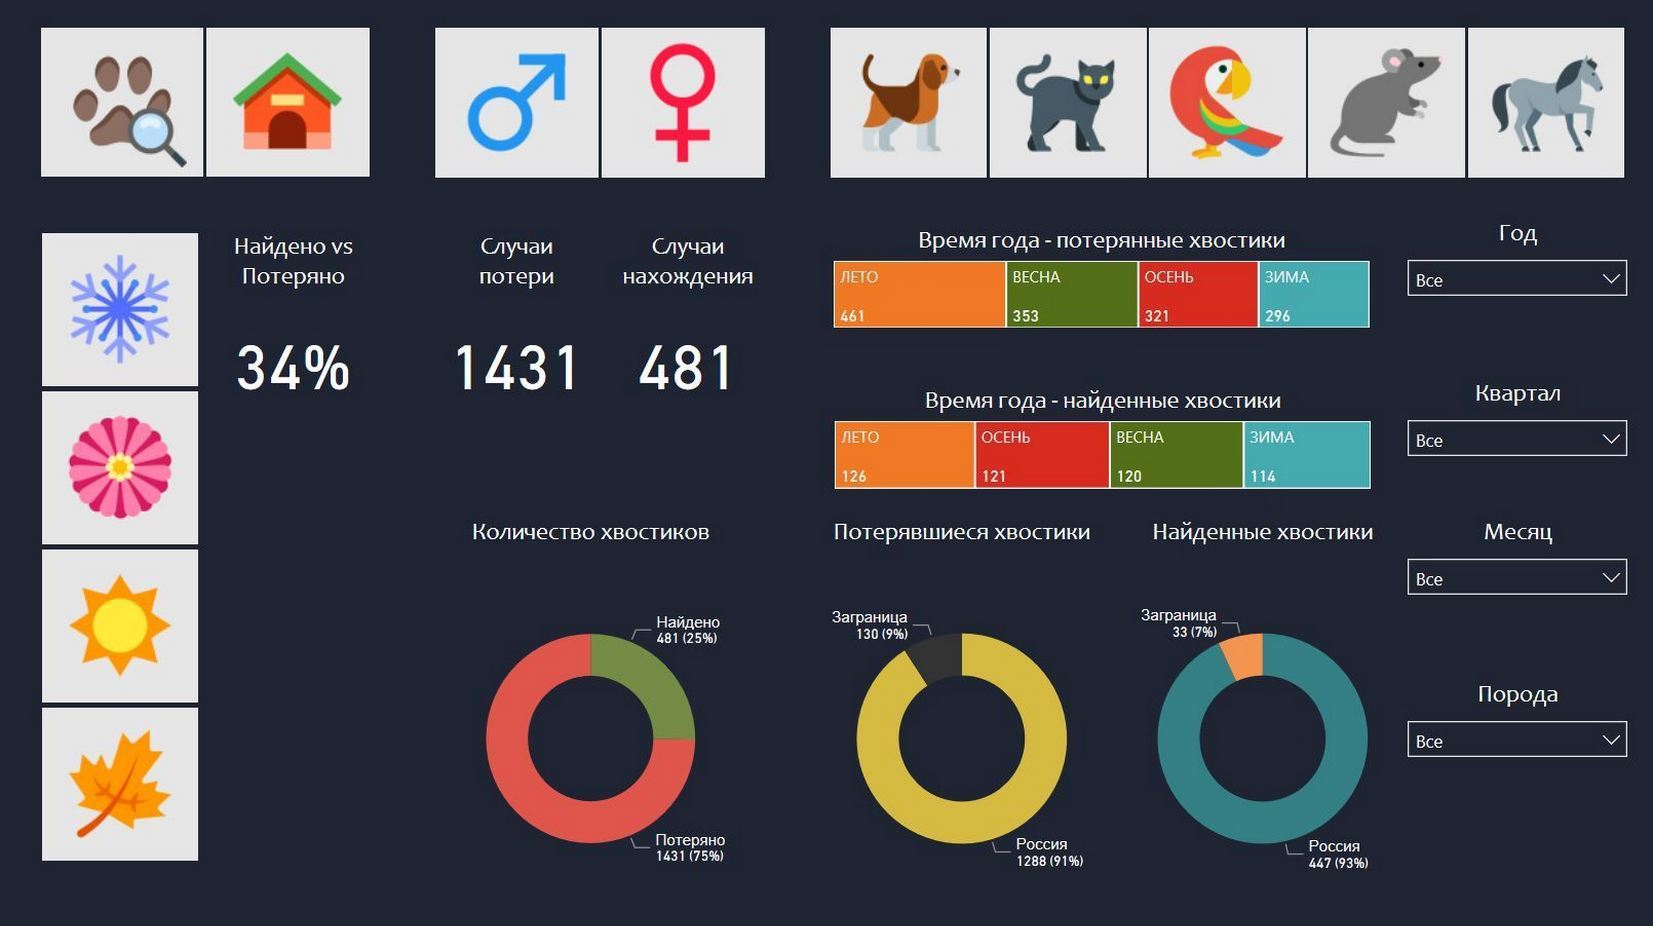 Найдено vs
Потеряно
34%
Случаи
потери
1431
Случаи
нахождения
481
Время года - потерянные хвостики
ЛЕТО
461
ВЕСНА
353
ОСЕНЬ
321
ЗИМА
296
Время года - найденные хвостики
ЛЕТО
126
ОСЕНЬ
121
ВЕСНА
120
ЗИМА
114
Год
Все
Квартал
Все
Месяц
Все
Порода
Все
Количество хвостиков
Найдено
481 (25%)
Потеряно
1431 (75%)
Потерявшиеся хвостики
Заграница
130 (9%)
Россия
1288 (91%)
Найденные хвостики
Заграница
33 (7%)
Россия
447 (93%)